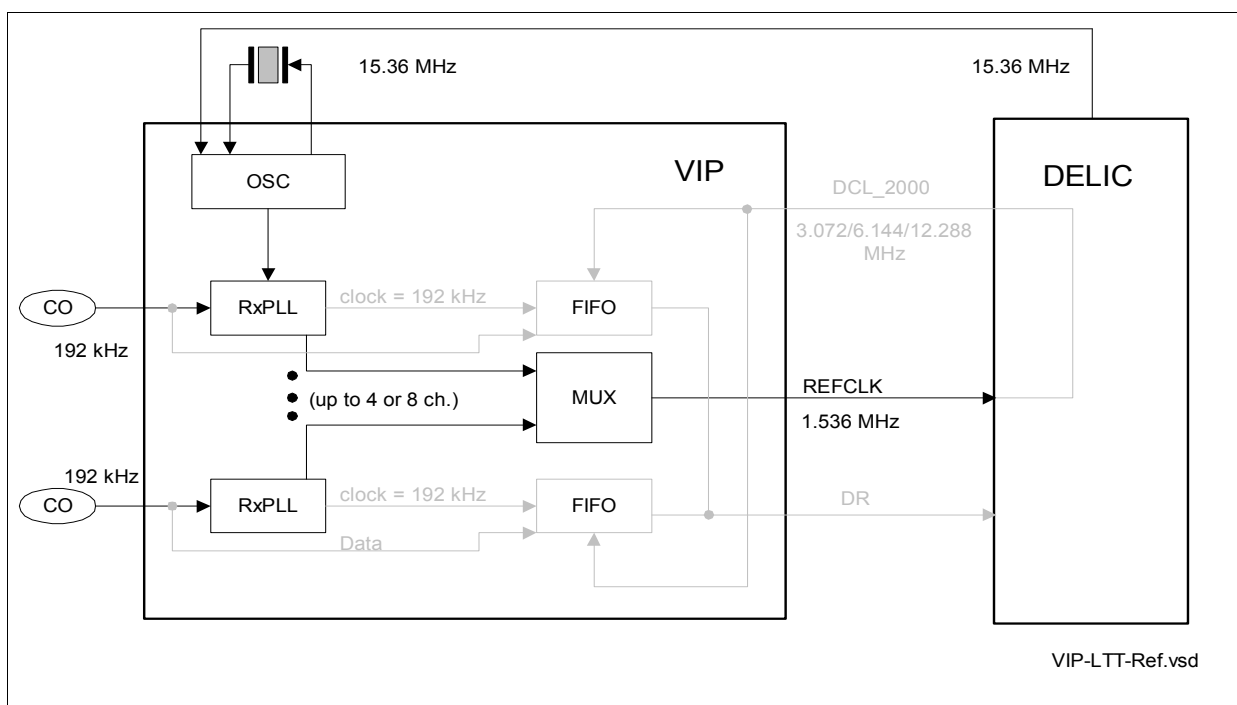 15.36 MHz
15.36 MHz
VIP
DELIC
OSC
DCL_2000
3.072/6.144/12.288
MHz
CO
192 kHz
RxPLL
clock = 192 kHz
FIFO
(up to 4 or 8 ch.)
MUX
REFCLK
1.536 MHz
192 kHz
CO
RxPLL
clock = 192 kHz
Data
FIFO
DR
VIP-LTT-Ref.vsd